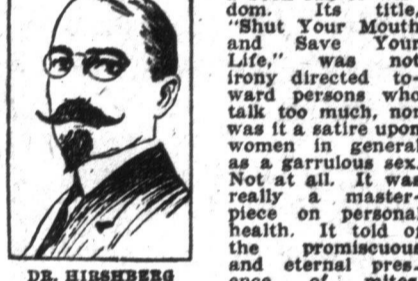 dom. Its title,
"Shut Your Mouth
and Save Your
Life," was not
irony directed to-
ward persons who
talk too much, nor
was it a satire upon
women in general
as a garrulous sex.
Not at all. It was
really a master-
piece on personal
health. It told of
the promiscuous
and eternal pres-
DR. HIRSHBERG